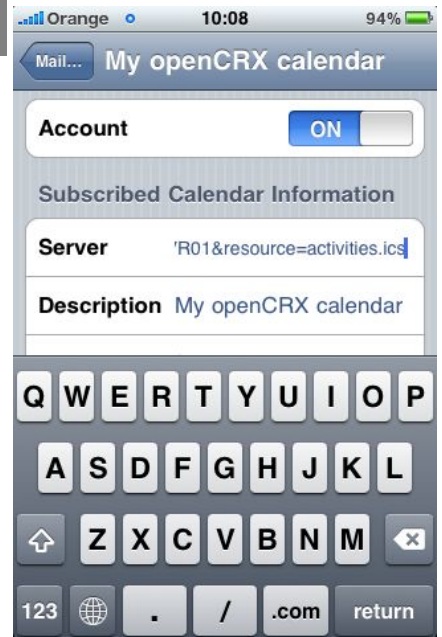 Orange 10:08 94%
Mail... My openCRX calendar
Account ON
Subscribed Calendar Information
Server 'R01&resource=activities.ics
Description My openCRX calendar
Q W E R T Y U I O P
A S D F G H J K L
Z X C V B N M
123 . / .com return